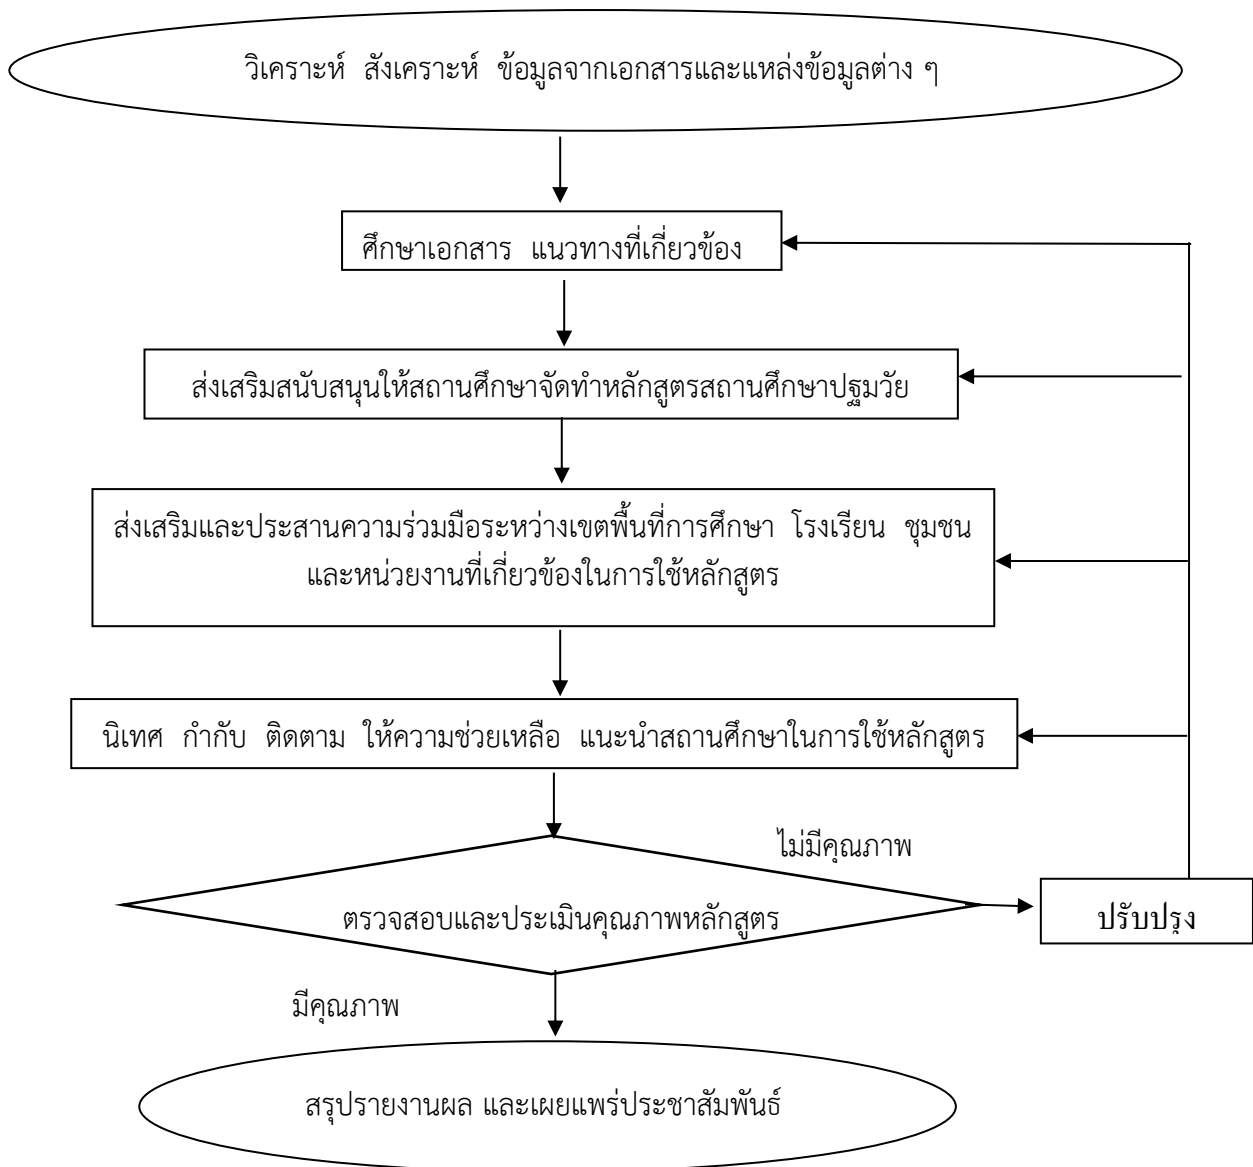 วิเคราะห์  สังเคราะห์  ข้อมูลจากเอกสารและแหล่งข้อมูลต่าง ๆ
ศึกษาเอกสาร  แนวทางที่เกี่ยวข้อง
ส่งเสริมสนับสนุนให้สถานศึกษาจัดทำหลักสูตรสถานศึกษาปฐมวัย
ส่งเสริมและประสานความร่วมมือระหว่างเขตพื้นที่การศึกษา  โรงเรียน  ชุมชน
และหน่วยงานที่เกี่ยวข้องในการใช้หลักสูตร
นิเทศ  กำกับ  ติดตาม  ให้ความช่วยเหลือ  แนะนำสถานศึกษาในการใช้หลักสูตร
ไม่มีคุณภาพ
ตรวจสอบและประเมินคุณภาพหลักสูตร
ปรับปรุง
มีคุณภาพ
สรุปรายงานผล และเผยแพร่ประชาสัมพันธ์